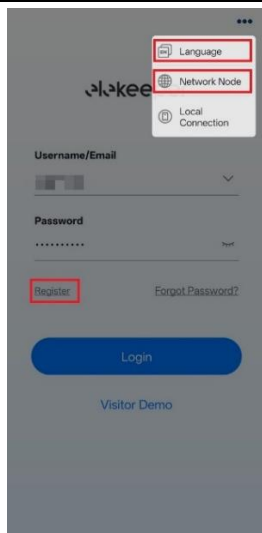 Language
Network Node
Local
Connection
Username/Email
Password
Register
Forgot Password?
Login
Visitor Demo